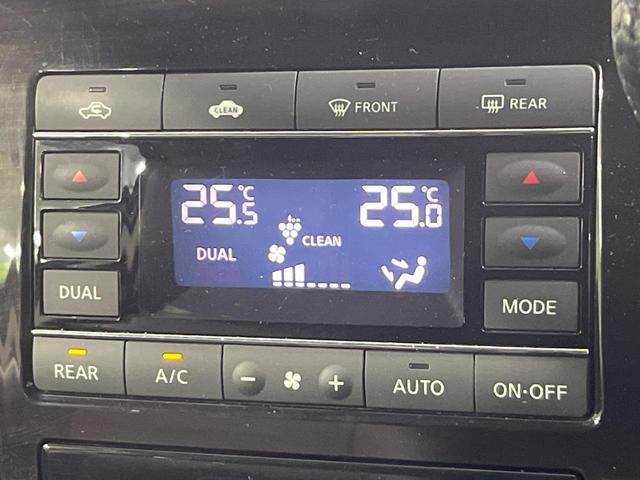 CLEAN FRONT REAR
25.5℃ 25.0℃
DUAL CLEAN
DUAL MODE
REAR A/C - + AUTO ON·OFF